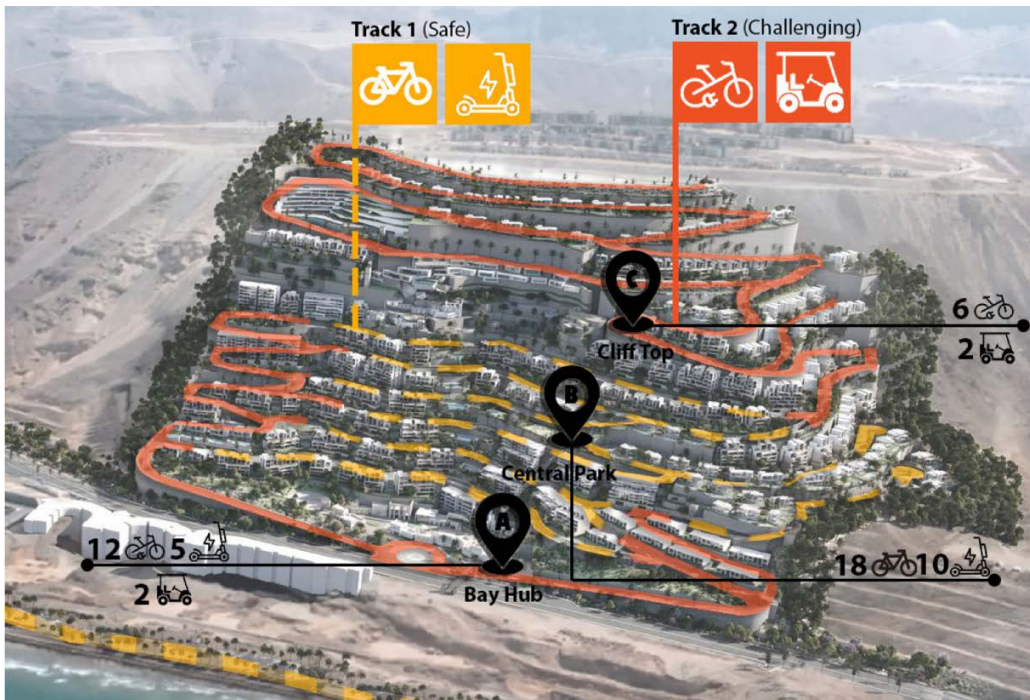 Track 1 (Safe)
Track 2 (Challenging)
C
Cliff Top
6
2
B
Central Park
A
Bay Hub
12 5
2
18 10